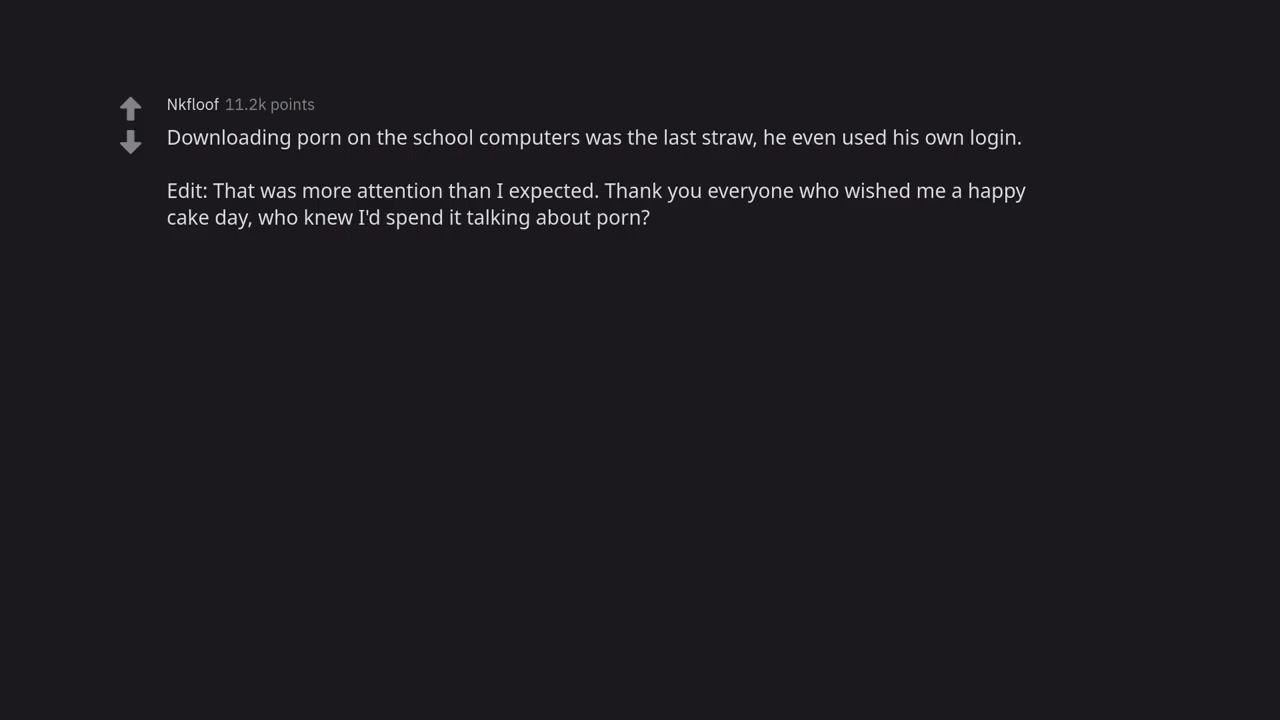 Nkfloof 11.2k points
Downloading porn on the school computers was the last straw, he even used his own login.
Edit: That was more attention than I expected. Thank you everyone who wished me a happy
cake day, who knew I'd spend it talking about porn?